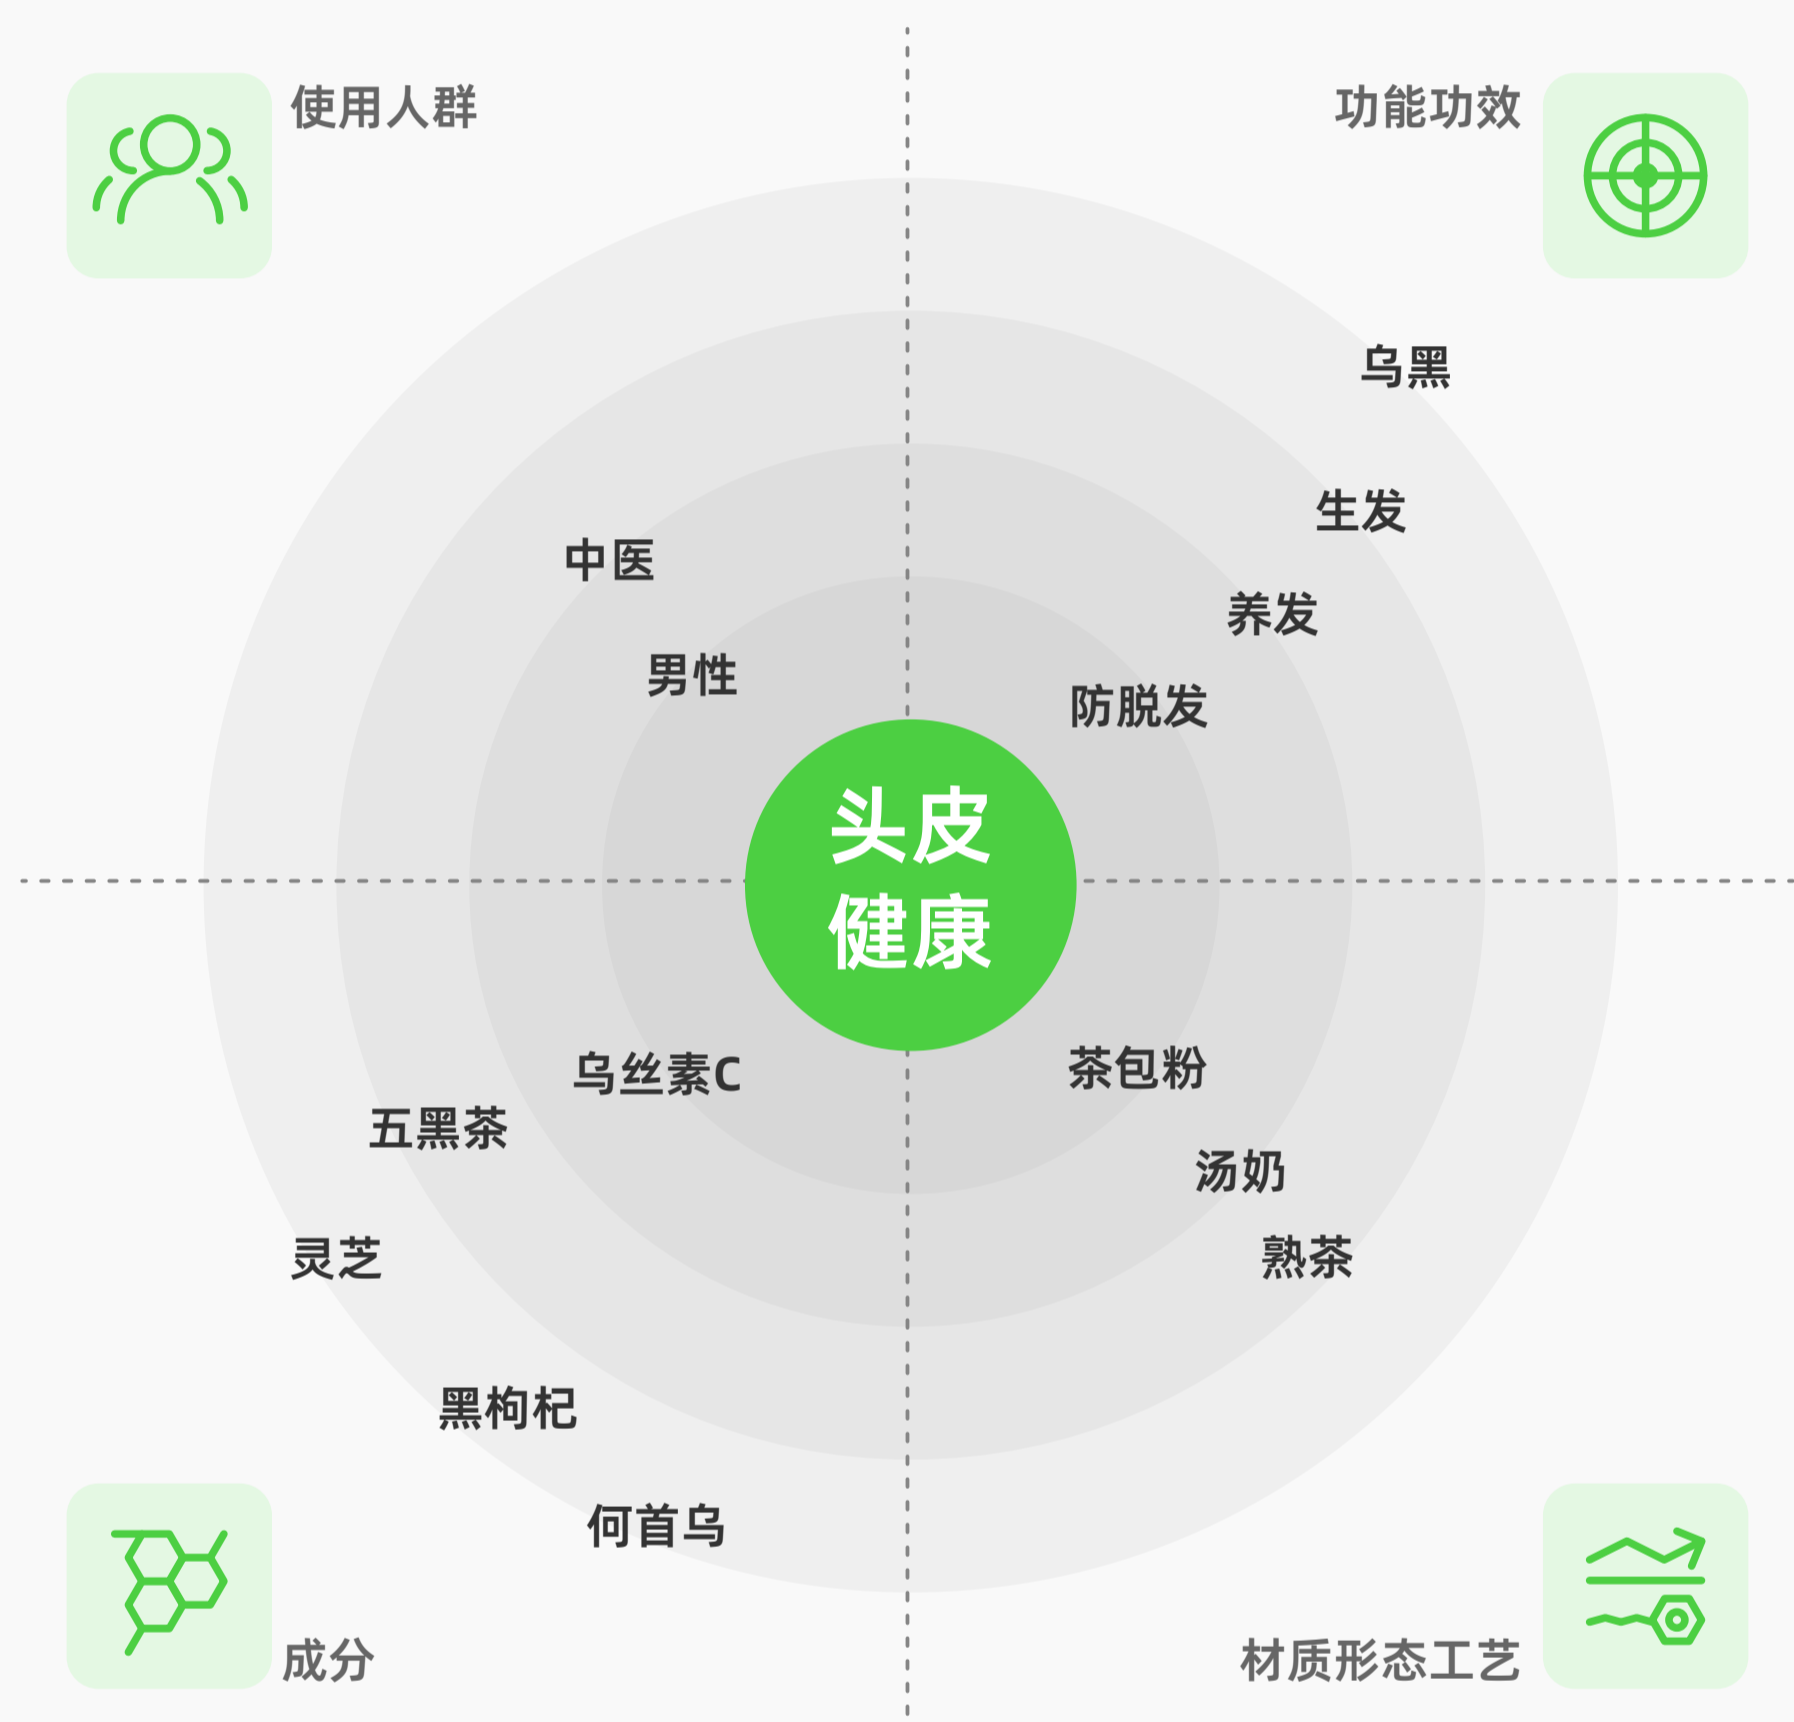 使用人群
功能功效
乌黑
生发
中医
养发
男性
防脱发
头皮
健康
茶包粉
乌丝素C
五黑茶
汤奶
灵芝
熟茶
黑枸杞
何首乌
成分
材质形态工艺